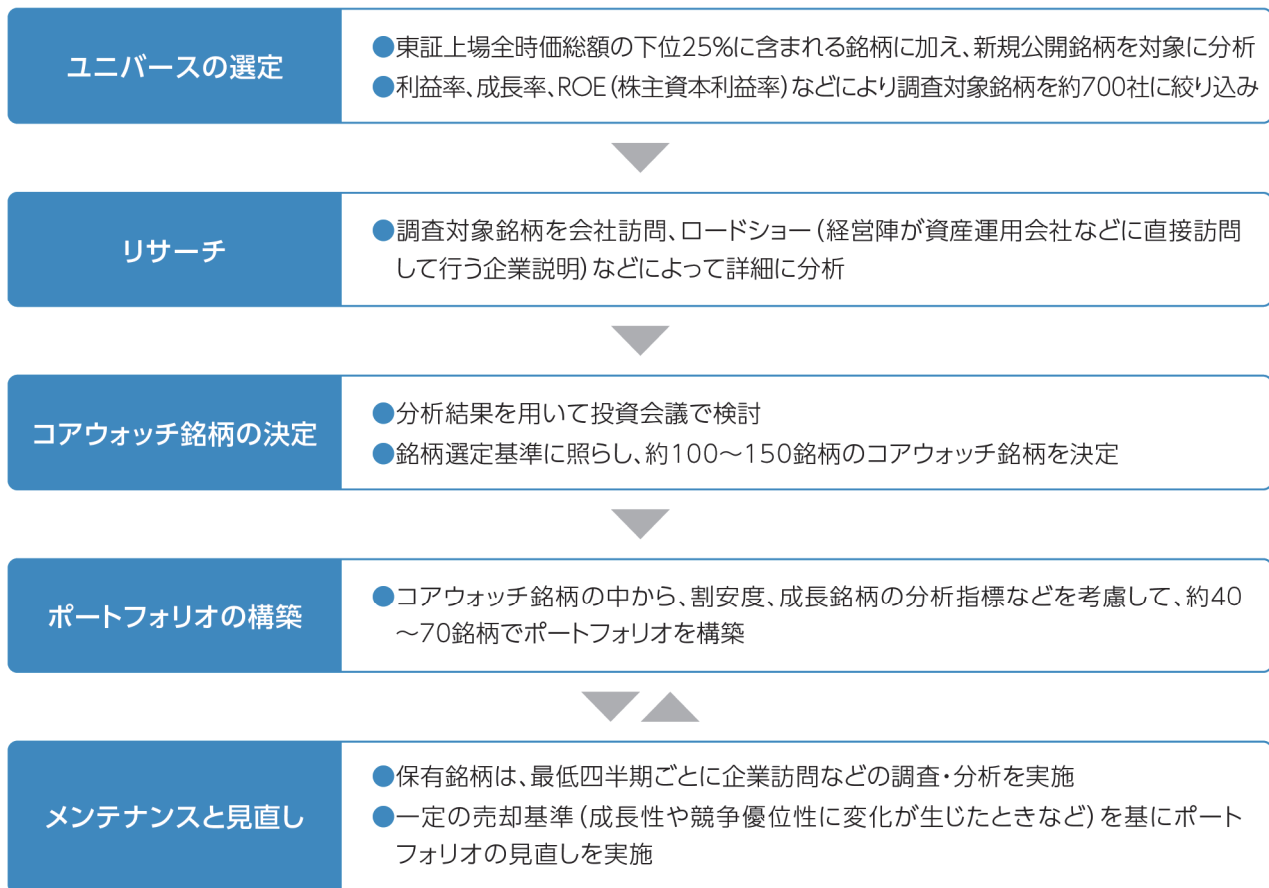 ユニバースの選定
●東証上場全時価総額の下位25%に含まれる銘柄に加え、新規公開銘柄を対象に分析
●利益率、成長率、ROE(株主資本利益率)などにより調査対象銘柄を約700社に絞り込み
リサーチ
●調査対象銘柄を会社訪問、ロードショー(経営陣が資産運用会社などに直接訪問
して行う企業説明)などによって詳細に分析
コアウォッチ銘柄の決定
●分析結果を用いて投資会議で検討
●銘柄選定基準に照らし、約100～150銘柄のコアウォッチ銘柄を決定
ポートフォリオの構築
●コアウォッチ銘柄の中から、割安度、成長銘柄の分析指標などを考慮して、約40
～70銘柄でポートフォリオを構築
メンテナンスと見直し
●保有銘柄は、最低四半期ごとに企業訪問などの調査・分析を実施
●一定の売却基準(成長性や競争優位性に変化が生じたときなど)を基にポート
フォリオの見直しを実施